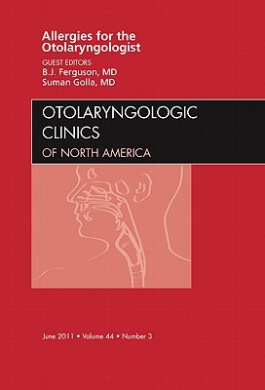 Allergies for the
Otolaryngologist
GUEST EDITORS
B.J. Ferguson, MD
Suman Golla, MD
OTOLARYNGOLOGIC
CLINICS
OF NORTH AMERICA
June 2011 • Volume 44 • Number 3